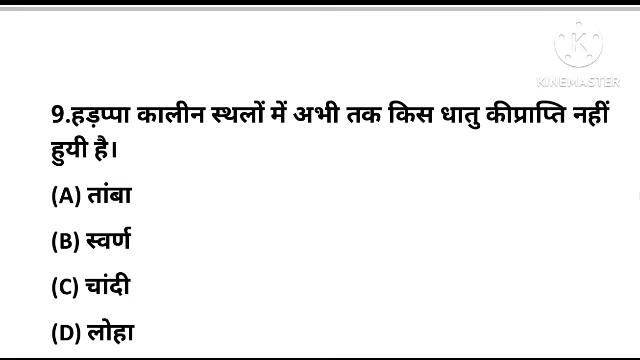 KINEMASTER
9.हड़प्पा कालीन स्थलों में अभी तक किस धातु कीप्राप्ति नहीं
हुयी है।
(A) तांबा
(B) स्वर्ण
(C) चांदी
(D) लोहा